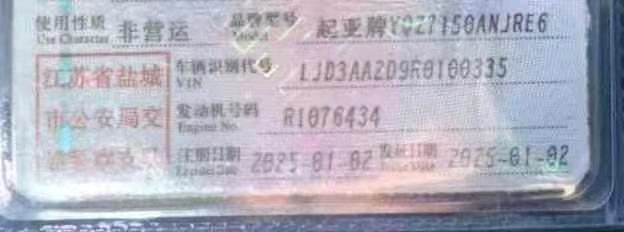 使用性质 Use Character 非营运 品牌型号 Model 起亚牌YQZ7150ANJRE6
江苏省盐城 车辆识别代号 VIN LJD3AA2D9R0100335
市公安局交 发动机号码 Engine No. R1076434
注册日期 2025-01-02 发证日期 2025-01-02